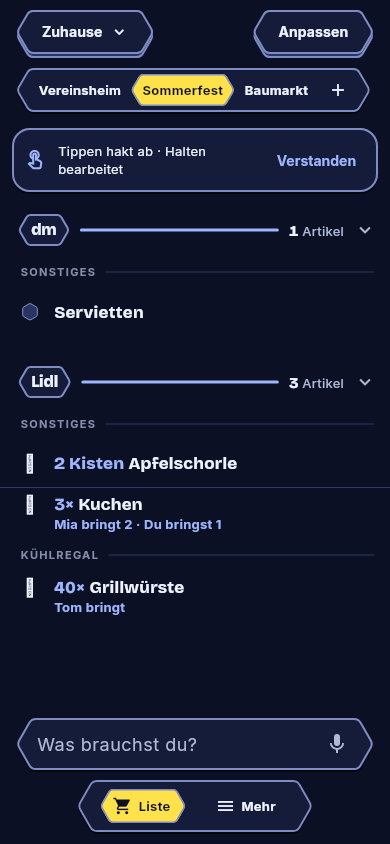 Zuhause
Anpassen
Vereinsheim Sommerfest Baumarkt +
Tippen hakt ab · Halten
bearbeitet
Verstanden
dm 1 Artikel
SONSTIGES
Servietten
Lidl 3 Artikel
SONSTIGES
2 Kisten Apfelschorle
3× Kuchen
Mia bringt 2 · Du bringst 1
KÜHLREGAL
40× Grillwürste
Tom bringt
Was brauchst du?
Liste Mehr